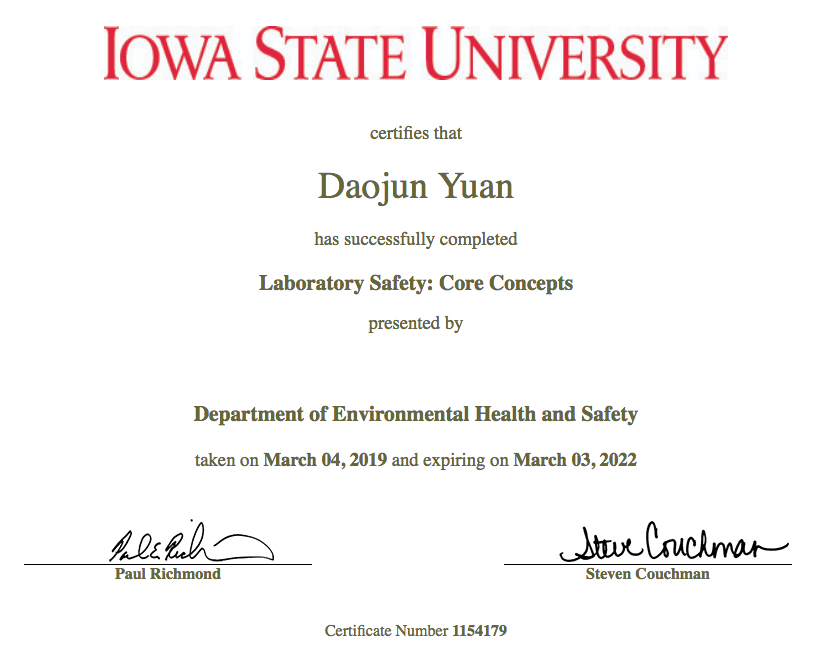 IOWA STATE UNIVERSITY
certifies that
Daojun Yuan
has successfully completed
Laboratory Safety: Core Concepts
presented by
Department of Environmental Health and Safety
taken on March 04, 2019 and expiring on March 03, 2022
Paul E Rich Steve Couchman
Paul Richmond Steven Couchman
Certificate Number 1154179